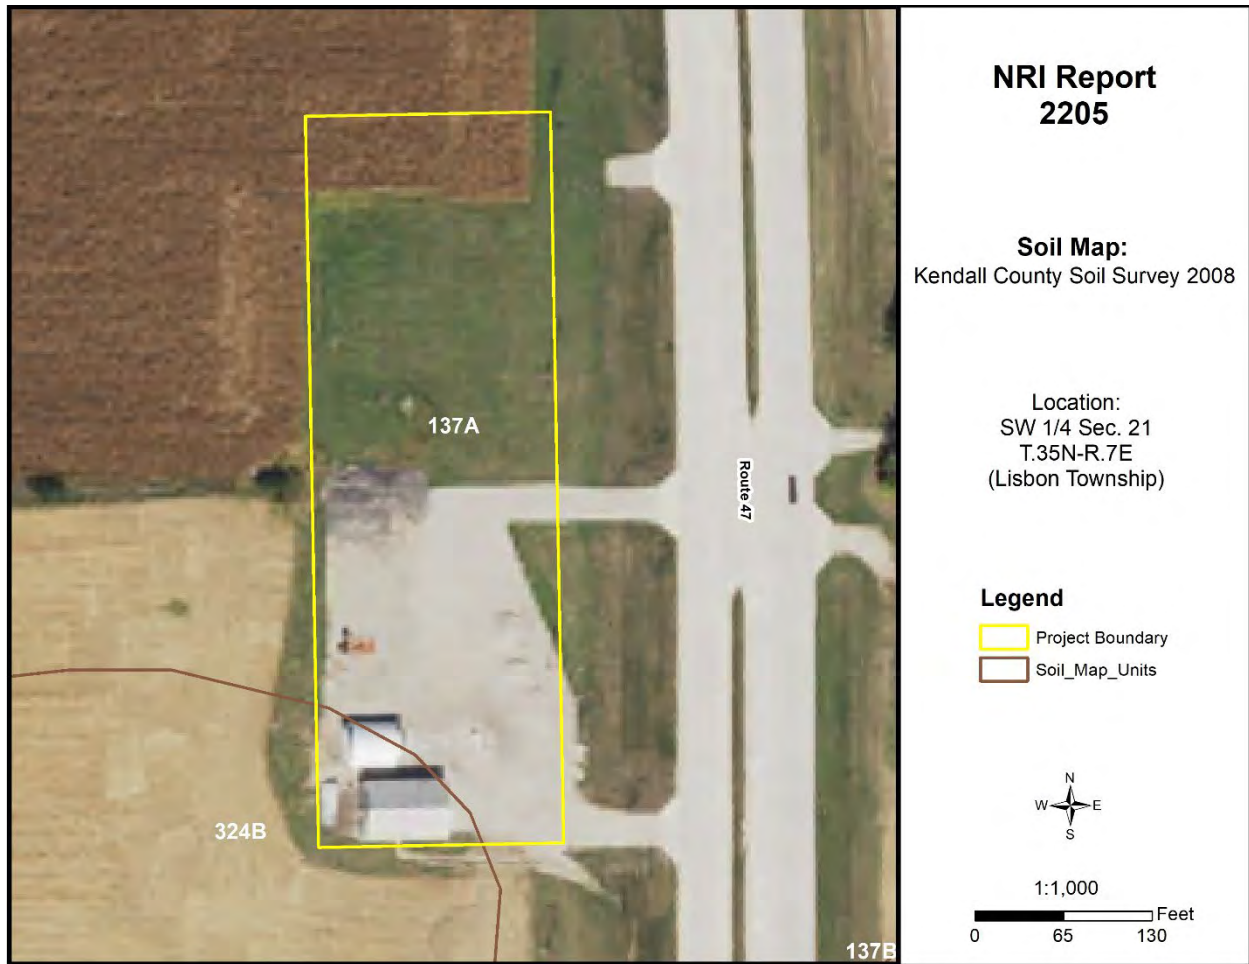 NRI Report
2205
Soil Map:
Kendall County Soil Survey 2008
Location:
SW 1/4 Sec. 21
T.35N-R.7E
(Lisbon Township)
Legend
Project Boundary
Soil_Map_Units
N
W E
S
1:1,000
Feet
0 65 130
137A
Route 47
324B
137B